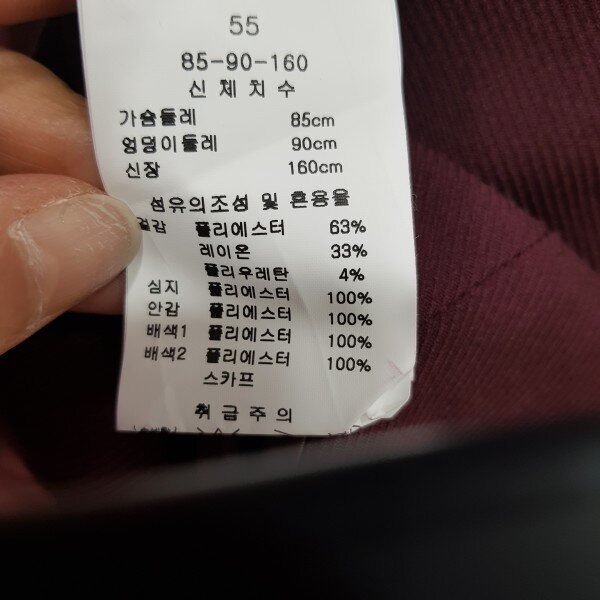 55
85-90-160
신체치수
가슴둘레 85cm
엉덩이둘레 90cm
신장 160cm
섬유의조성 및 혼용율
겉감 폴리에스터 63%
레이온 33%
폴리우레탄 4%
심지 폴리에스터 100%
안감 폴리에스터 100%
배색1 폴리에스터 100%
배색2 폴리에스터 100%
스카프
취급주의